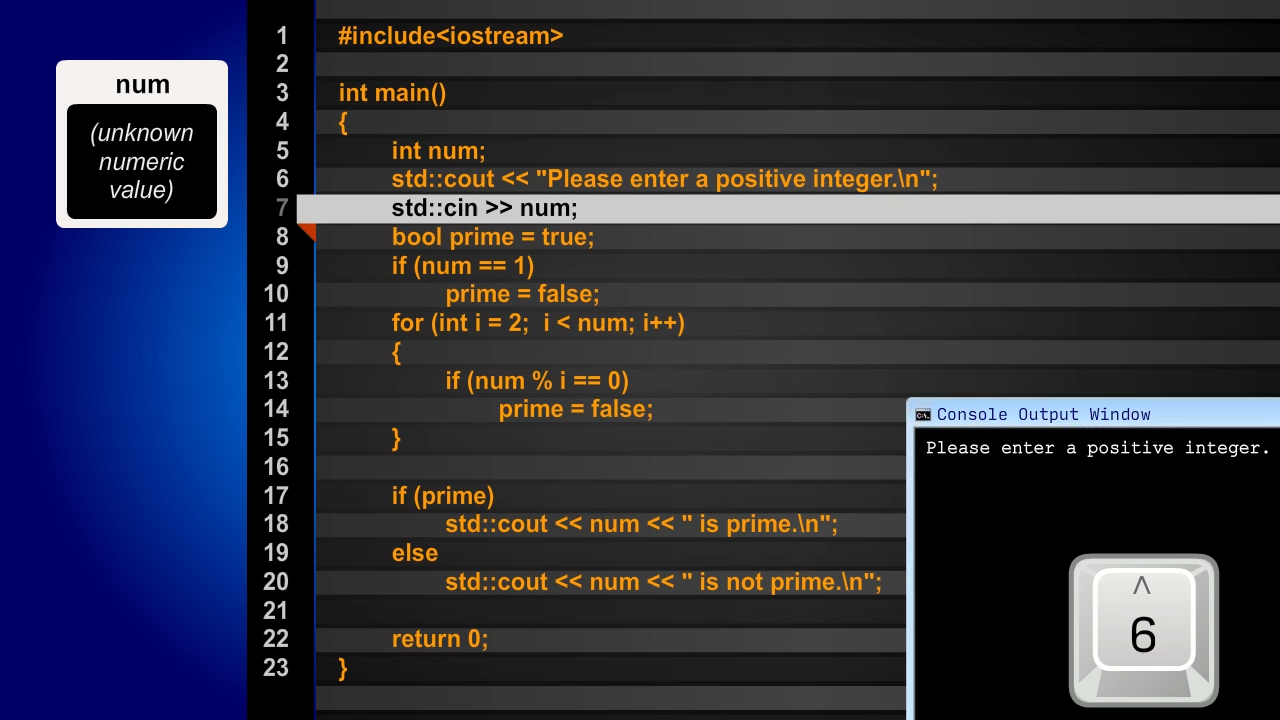 num
(unknown
numeric
value)
1 #include<iostream>
2
3 int main()
4 {
5 int num;
6 std::cout << "Please enter a positive integer.\n";
7 std::cin >> num;
8 bool prime = true;
9 if (num == 1)
10 prime = false;
11 for (int i = 2;  i < num; i++)
12 {
13 if (num % i == 0)
14 prime = false;
15 }
16
17 if (prime)
18 std::cout << num << " is prime.\n";
19 else
20 std::cout << num << " is not prime.\n";
21
22 return 0;
23 }
C:\. Console Output Window
Please enter a positive integer.
^
6